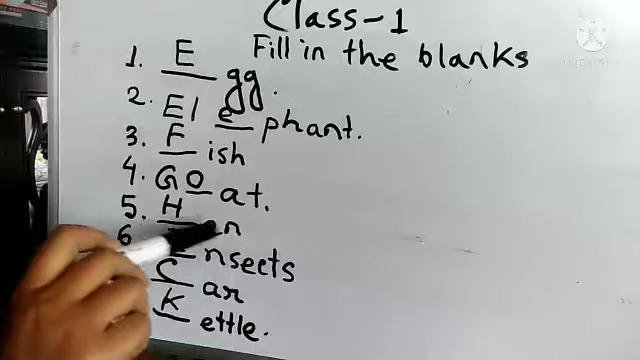 Class-1
Fill in the blanks
1. E gg.
2. El e phant.
3. F ish
4. G o at.
5. H n
6 nsects
C ar
K ettle.